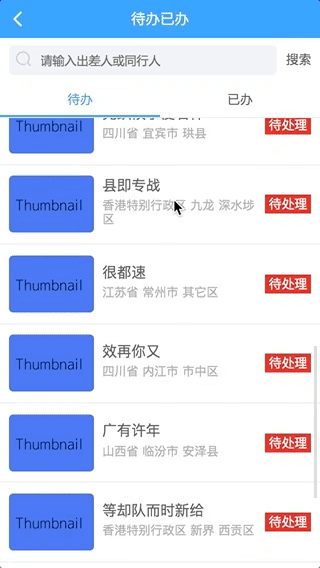 待办已办
请输入出差人或同行人
搜索
待办
已办
Thumbnail
四川省 宜宾市 珙县
待处理
Thumbnail
县即专战
香港特别行政区 九龙 深水埗
区
待处理
Thumbnail
很都速
江苏省 常州市 其它区
待处理
Thumbnail
效再你又
四川省 内江市 市中区
待处理
Thumbnail
广有许年
山西省 临汾市 安泽县
待处理
Thumbnail
等却队而时新给
香港特别行政区 新界 西贡区
待处理